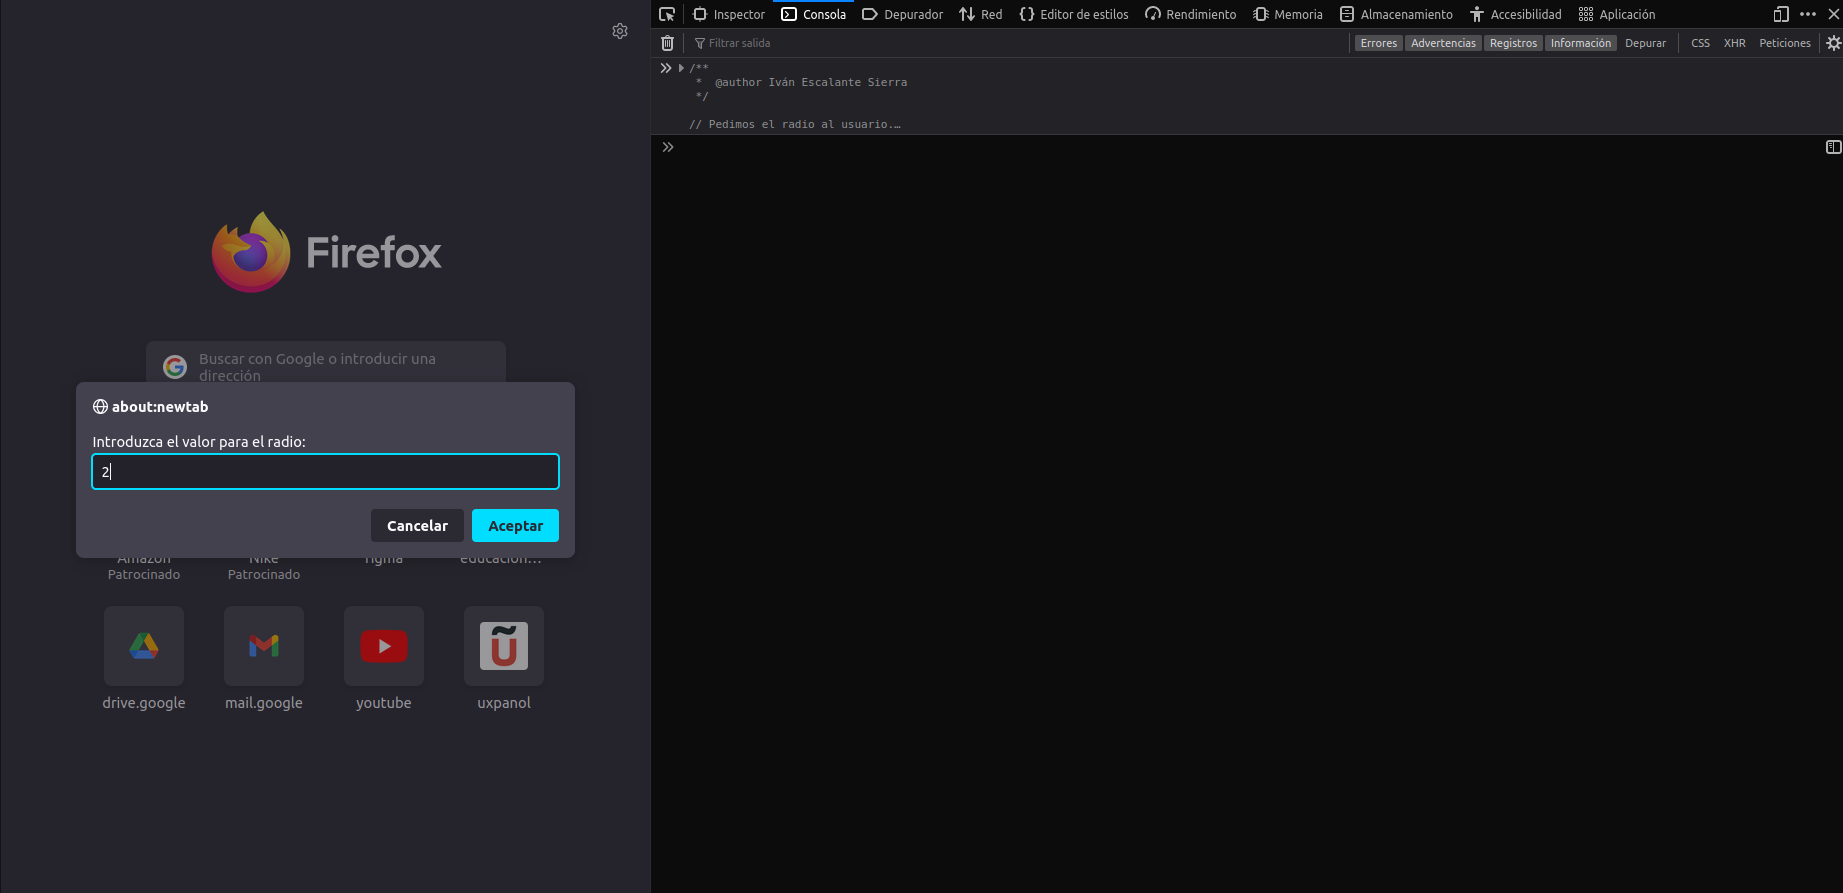 Inspector
Consola
Depurador
Red
Editor de estilos
Rendimiento
Memoria
Almacenamiento
Accesibilidad
Aplicación
Filtrar salida
Errores
Advertencias
Registros
Información
Depurar
CSS
XHR
Peticiones
/**
* @author Iván Escalante Sierra
*/
// Pedimos el radio al usuario.…
Firefox
Buscar con Google o introducir una
dirección
about:newtab
Introduzca el valor para el radio:
2
Cancelar
Aceptar
Amazon
Patrocinado
Nike
Patrocinado
Figma
educacion…
drive.google
mail.google
youtube
uxpanol